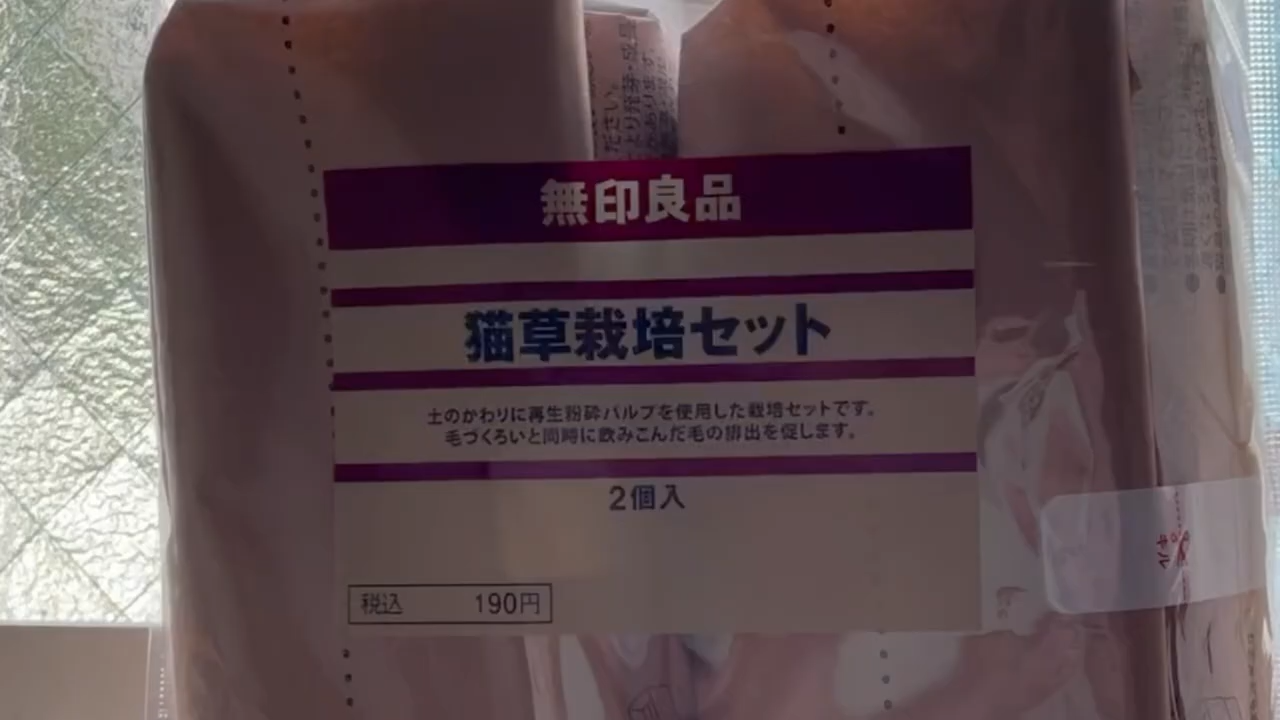 無印良品
猫草栽培セット
土のかわりに再生粉砕パルプを使用した栽培セットです。
毛づくろいと同時に飲みこんだ毛の排出を促します。
2個入
税込 190円